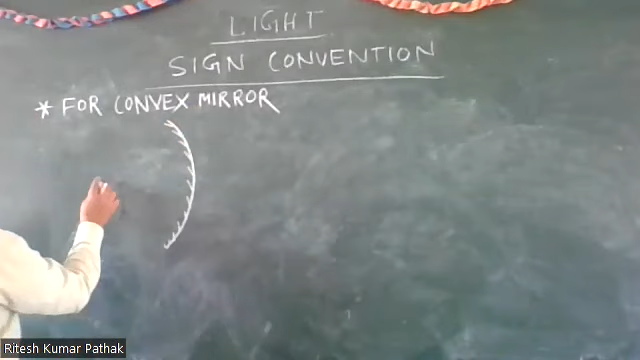 LIGHT
SIGN CONVENTION
* FOR CONVEX MIRROR
Ritesh Kumar Pathak